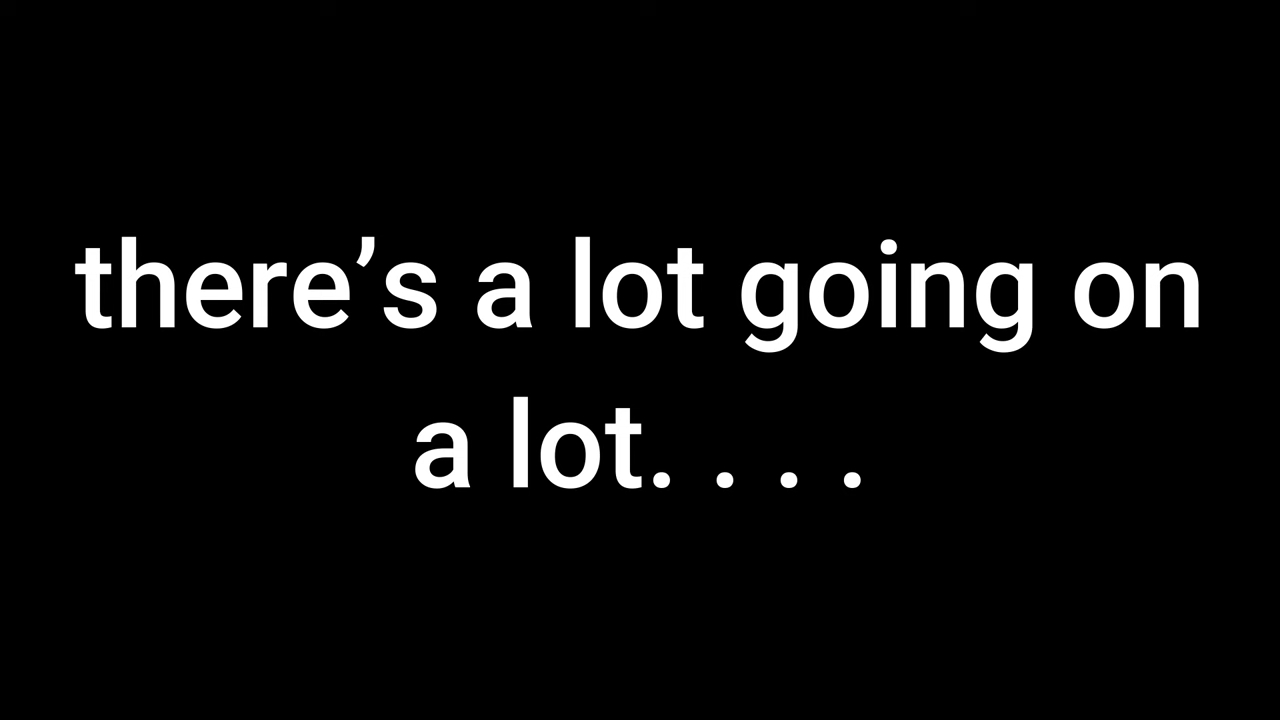 there’s a lot going on
a lot. . . .